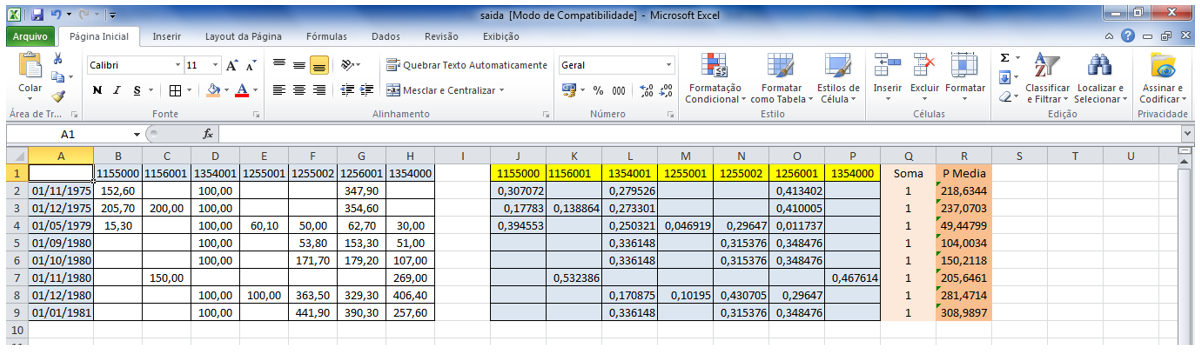 saida [Modo de Compatibilidade] - Microsoft Excel
Arquivo Página Inicial Inserir Layout da Página Fórmulas Dados Revisão Exibição
Calibri 11 Quebrar Texto Automaticamente Geral
Colar N I S Mesclar e Centralizar % 000 Formatação Condicional Formatar como Tabela Estilos de Célula Inserir Excluir Formatar Classificar e Filtrar Localizar e Selecionar Assinar e Codificar
Área de Tr... Fonte Alinhamento Número Estilo Células Edição Privacidade
A1 fx
A B C D E F G H I J K L M N O P Q R S T U
1 1155000 1156001 1354001 1255001 1255002 1256001 1354000 1155000 1156001 1354001 1255001 1255002 1256001 1354000 Soma P Media
2 01/11/1975 152,60 100,00 347,90 0,307072 0,279526 0,413402 1 218,6344
3 01/12/1975 205,70 200,00 100,00 354,60 0,17783 0,138864 0,273301 0,410005 1 237,0703
4 01/05/1979 15,30 100,00 60,10 50,00 62,70 30,00 0,394553 0,250321 0,046919 0,29647 0,011737 1 49,44799
5 01/09/1980 100,00 53,80 153,30 51,00 0,336148 0,315376 0,348476 1 104,0034
6 01/10/1980 100,00 171,70 179,20 107,00 0,336148 0,315376 0,348476 1 150,2118
7 01/11/1980 150,00 269,00 0,532386 0,467614 1 205,6461
8 01/12/1980 100,00 100,00 363,50 329,30 406,40 0,170875 0,10195 0,430705 0,29647 1 281,4714
9 01/01/1981 100,00 441,90 390,30 257,60 0,336148 0,315376 0,348476 1 308,9897
10